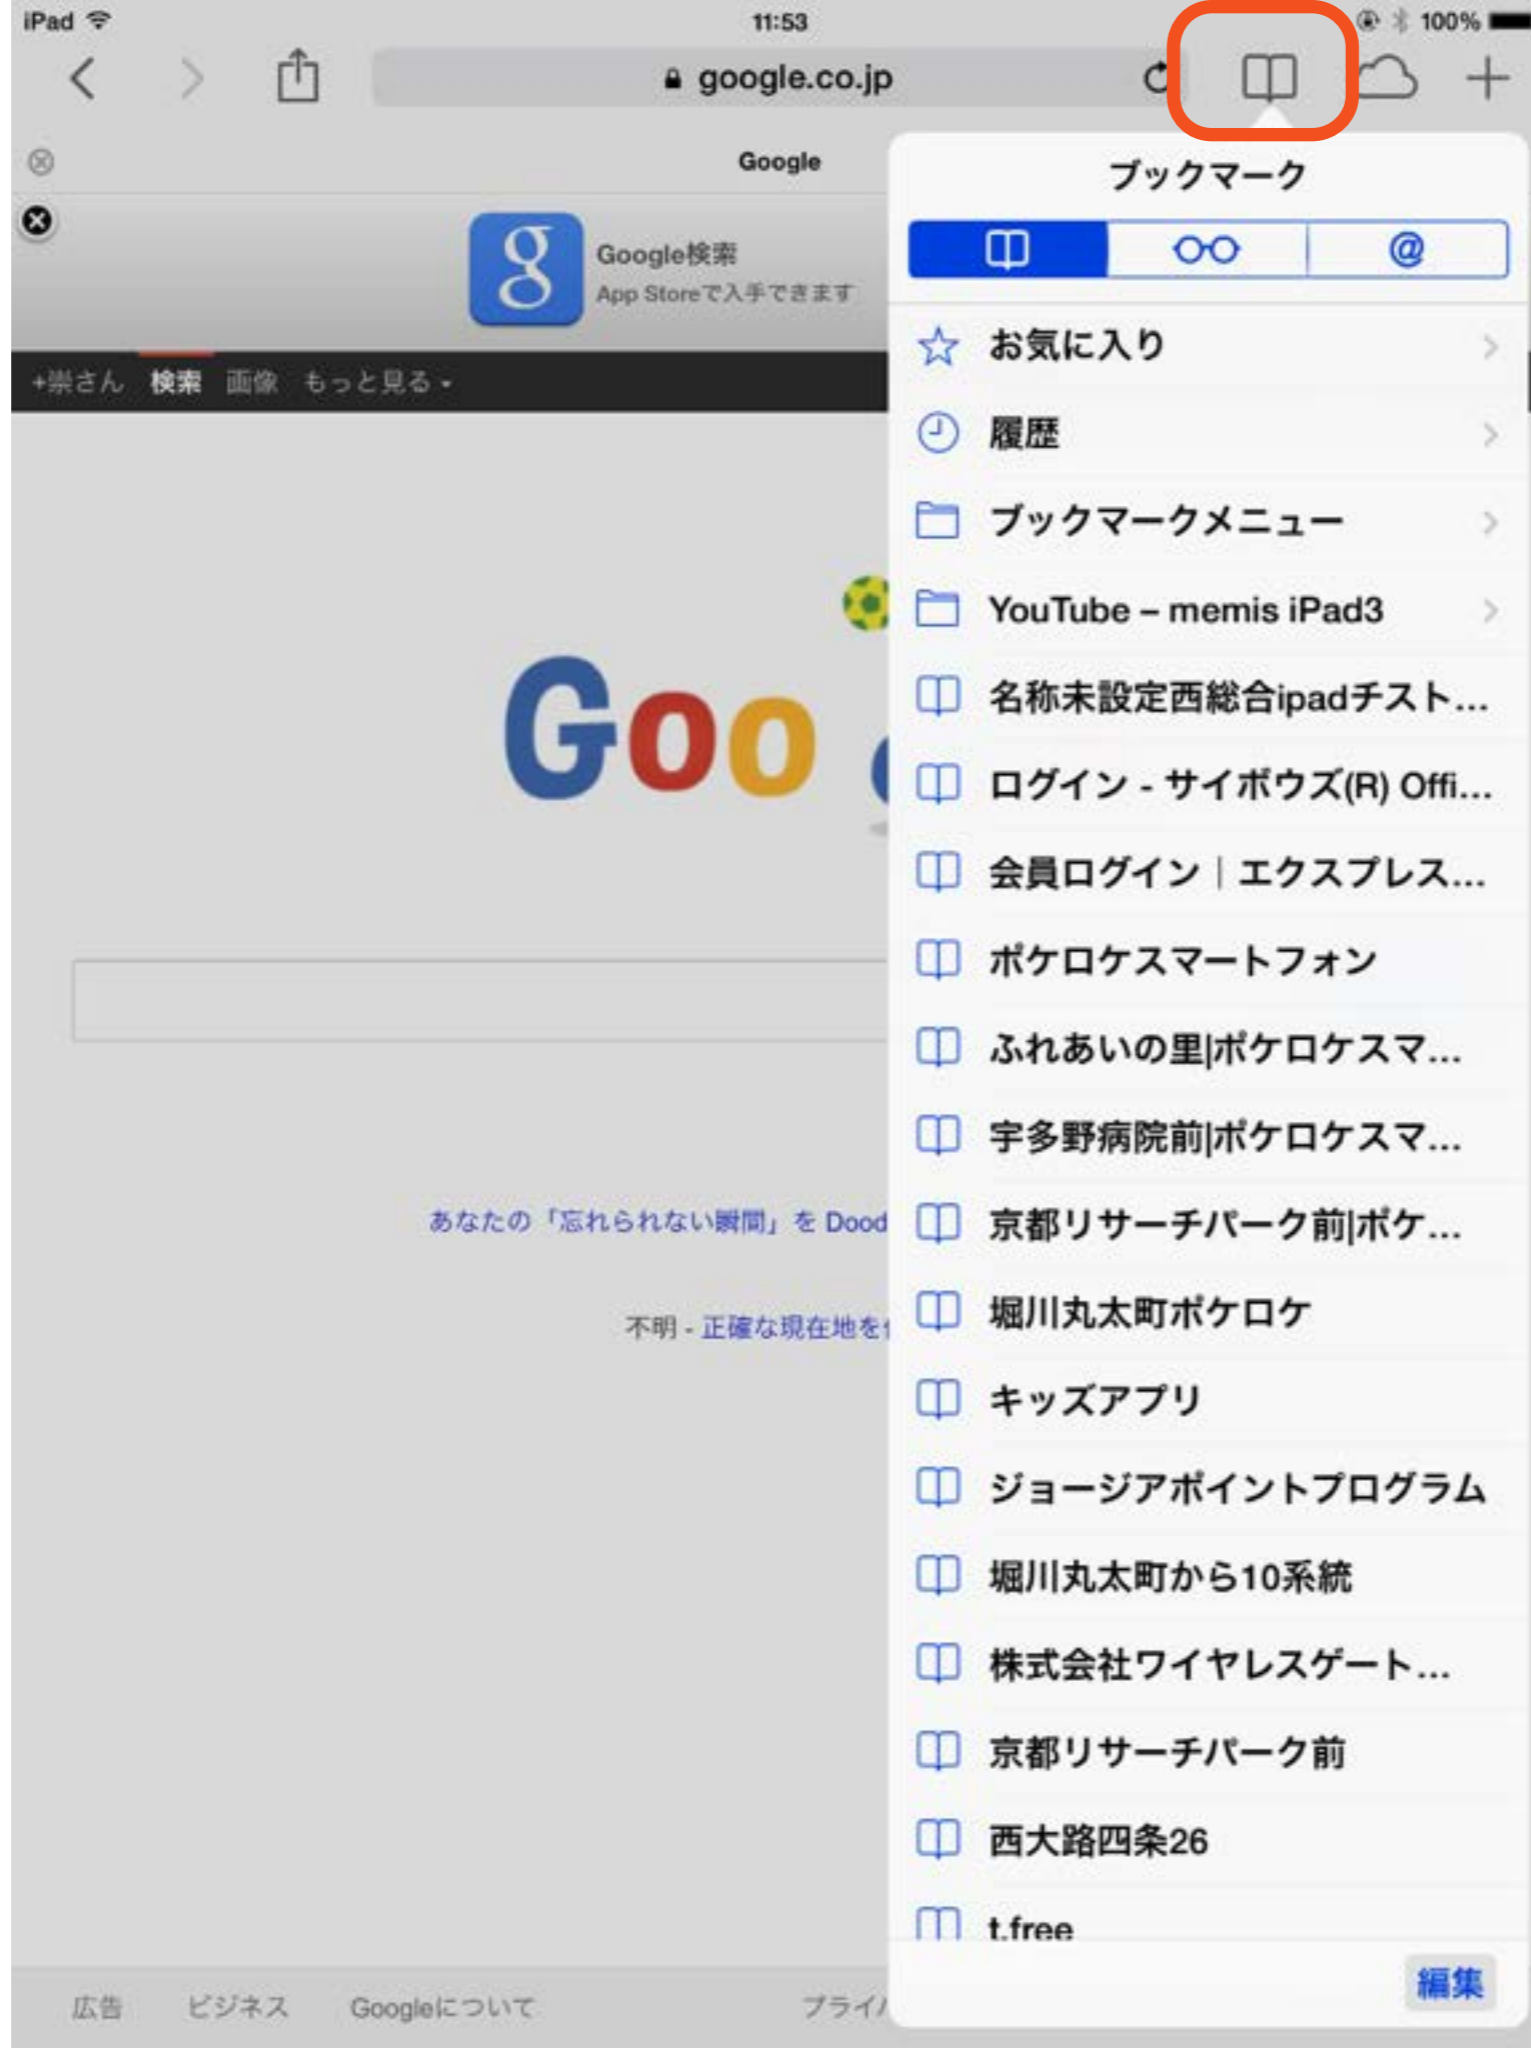 iPad
11:53
100%
google.co.jp
Google
Google検索
App Storeで入手できます
+崇さん 検索 画像 もっと見る
Goo
あなたの「忘れられない瞬間」を Dood
不明 - 正確な現在地を
広告 ビジネス Googleについて プライ
ブックマーク
@
お気に入り
履歴
ブックマークメニュー
YouTube – memis iPad3
名称未設定西総合ipadチスト...
ログイン - サイボウズ(R) Offi...
会員ログイン｜エクスプレス...
ポケロケスマートフォン
ふれあいの里|ポケロケスマ...
宇多野病院前|ポケロケスマ...
京都リサーチパーク前|ポケ...
堀川丸太町ポケロケ
キッズアプリ
ジョージアポイントプログラム
堀川丸太町から10系統
株式会社ワイヤレスゲート...
京都リサーチパーク前
西大路四条26
t.free
編集